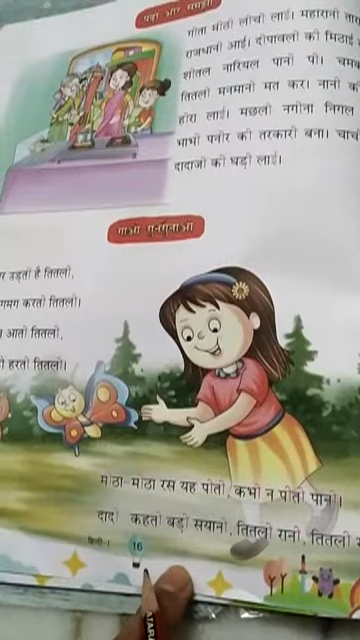 पढ़ो और समझो
गीता मीठी लीची लाई। महारानी
राजधानी आई। दीपावली की मिठाई
शीतल नारियल पानी पी।
तितली मनमानी मत कर। नानी
हीरा लाई। मछली नगीना निगल
भाभी पनीर की तरकारी बना।
दादाजी की घड़ी लाई।
गाओ गुनगुनाओ
उड़ती है तितली,
करती तितली।
आती तितली,
हरती तितली।
मीठा-मीठा रस यह पीती, कभी न पीती पानी।
दादी कहती बड़ी सयानी, तितली रानी, तितली
हिन्दी-1
16